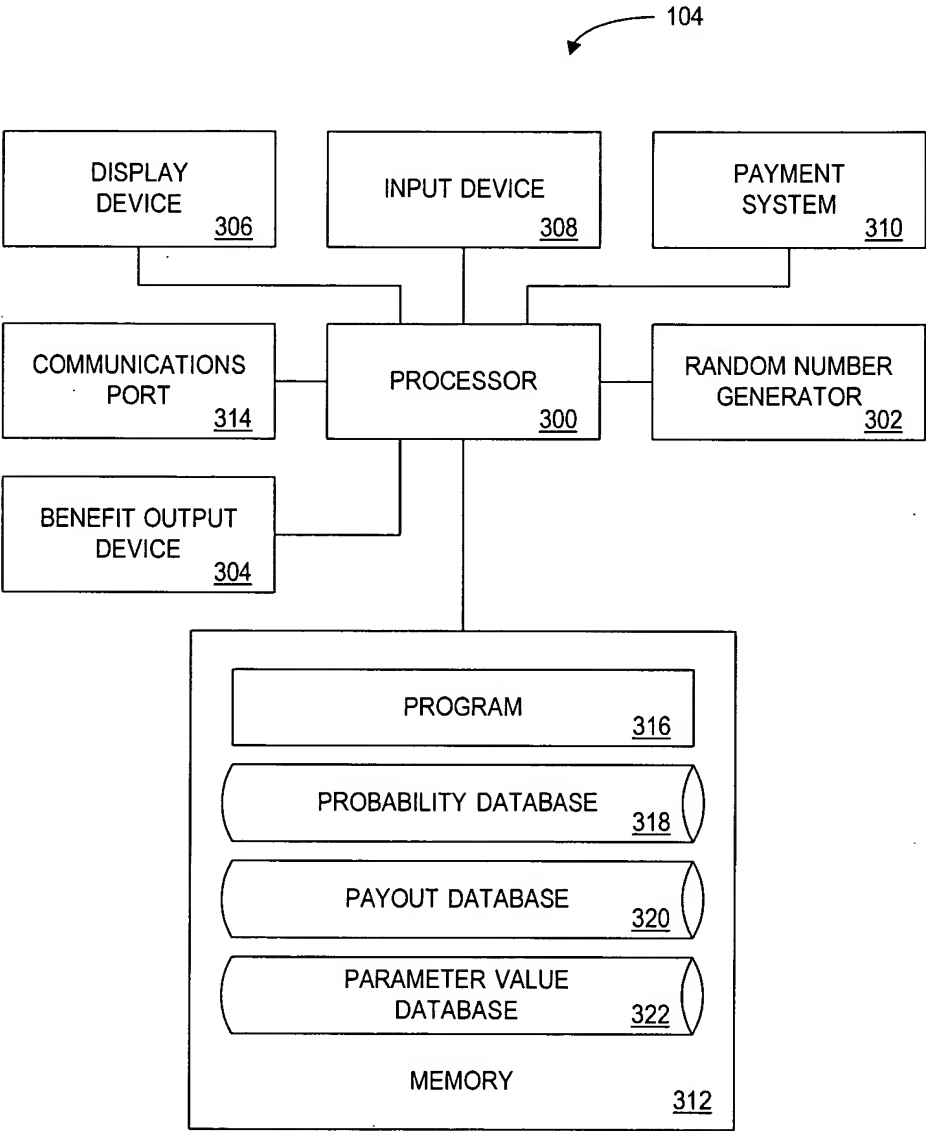 104
DISPLAY
DEVICE
306
INPUT DEVICE
308
PAYMENT
SYSTEM
310
COMMUNICATIONS
PORT
314
PROCESSOR
300
RANDOM NUMBER
GENERATOR
302
BENEFIT OUTPUT
DEVICE
304
PROGRAM
316
PROBABILITY DATABASE
318
PAYOUT DATABASE
320
PARAMETER VALUE
DATABASE
322
MEMORY
312